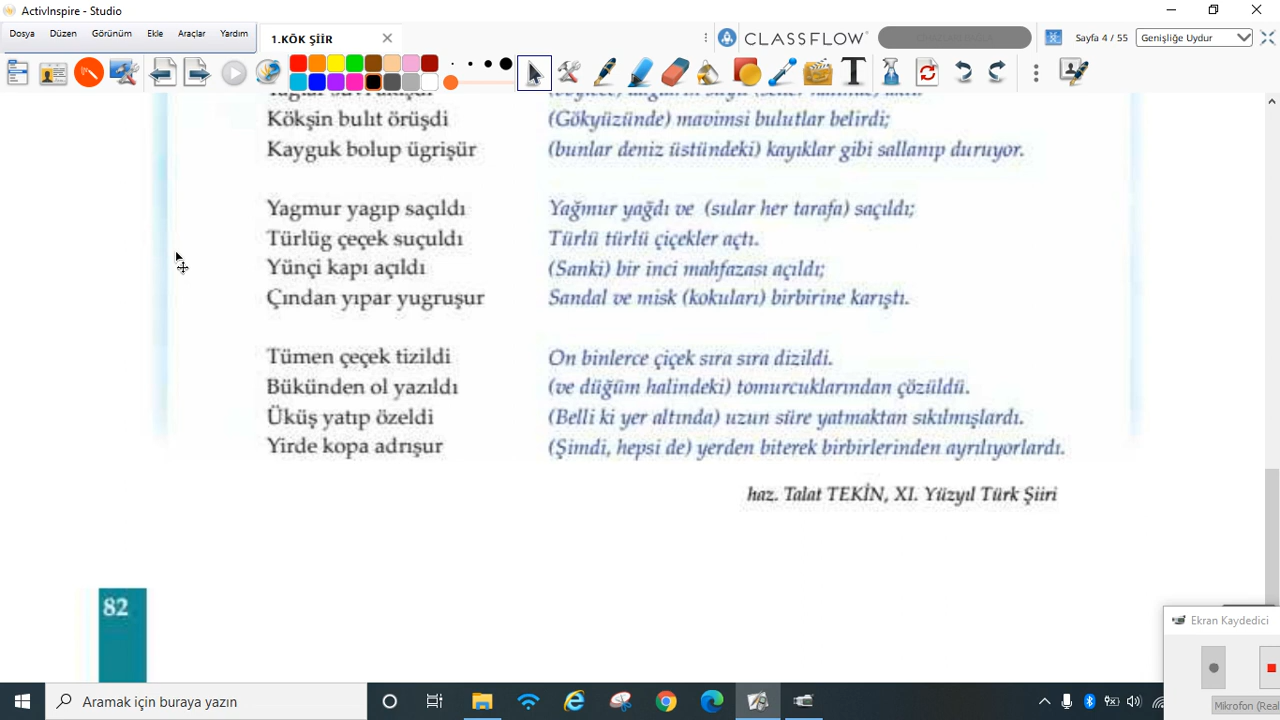 ActivInspire - Studio
Dosya Düzen Görünüm Ekle Araçlar Yardım
1.KÖK ŞİİR
CLASSFLOW
Sayfa 4 / 55
Genişliğe Uydur
Kökşin bulıt örüşdi (Gökyüzünde) mavimsi bulutlar belirdi;
Kayguk bolup ügrişür (bunlar deniz üstündeki) kayıklar gibi sallanıp duruyor.
Yagmur yagıp saçıldı Yağmur yağdı ve (sular her tarafa) saçıldı;
Türlüg çeçek suçuldı Türlü türlü çiçekler açtı.
Yünçi kapı açıldı (Sanki) bir inci mahfazası açıldı;
Çından yıpar yugruşur Sandal ve misk (kokuları) birbirine karıştı.
Tümen çeçek tizildi On binlerce çiçek sıra sıra dizildi.
Bükünden ol yazıldı (ve düğüm halindeki) tomurcuklarından çözüldü.
Üküş yatıp özeldi (Belli ki yer altında) uzun süre yatmaktan sıkılmışlardı.
Yirde kopa adrışur (Şimdi, hepsi de) yerden biterek birbirlerinden ayrılıyorlardı.
haz. Talat TEKİN, XI. Yüzyıl Türk Şiiri
82
Ekran Kaydedici
Mikrofon (Real
Aramak için buraya yazın